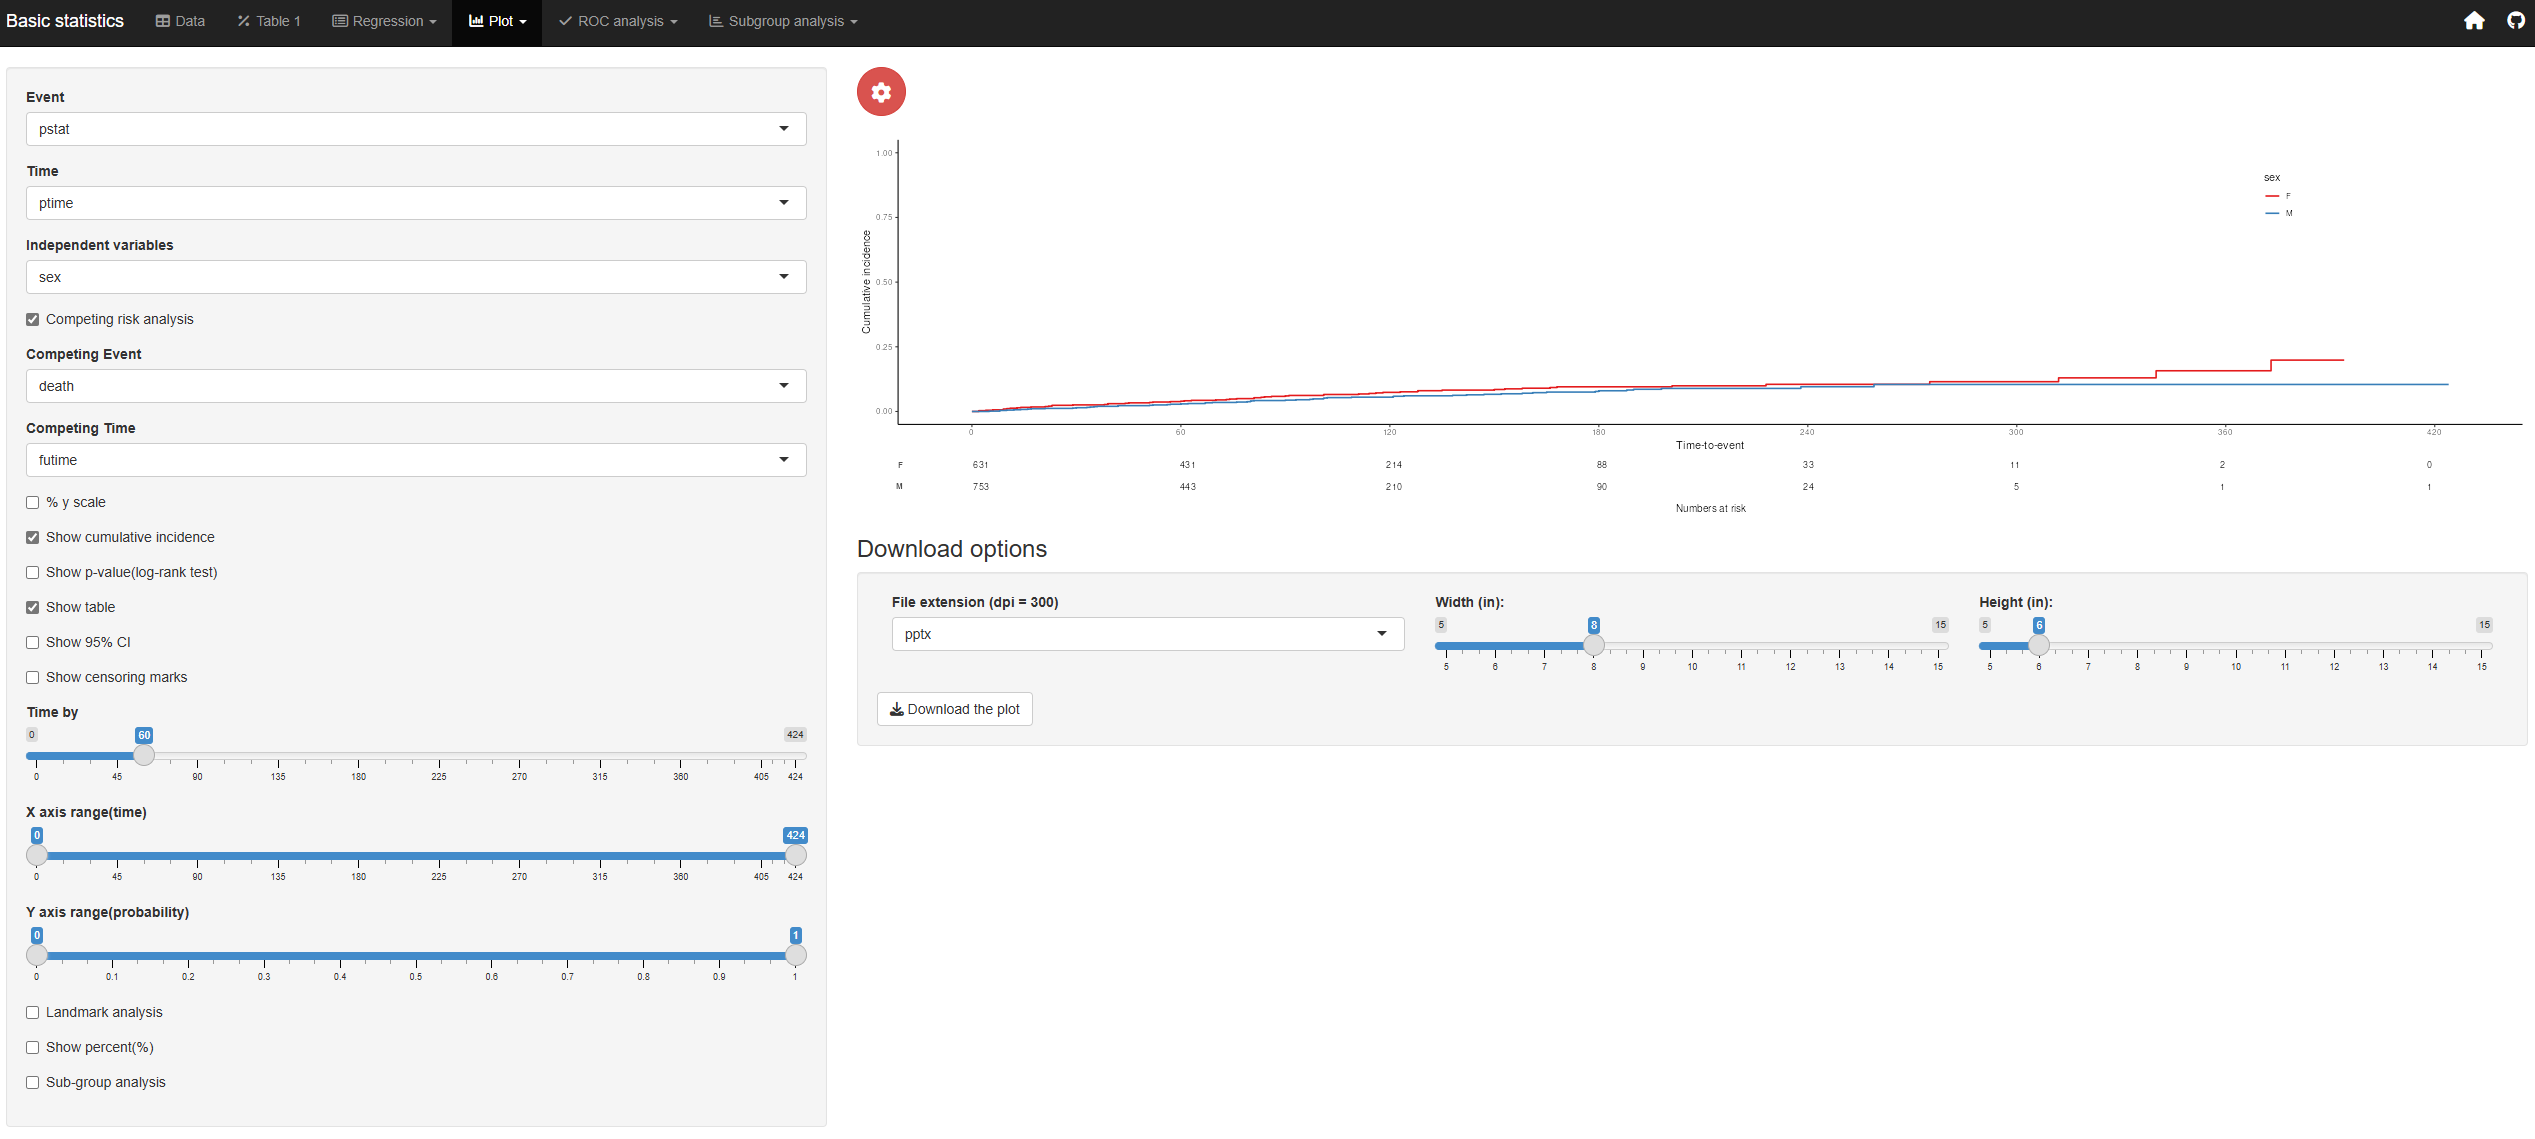 Basic statistics Data Table 1 Regression Plot ROC analysis Subgroup analysis
Event
pstat
Time
ptime
Independent variables
sex
Competing risk analysis
Competing Event
death
Competing Time
futime
% y scale
Show cumulative incidence
Show p-value(log-rank test)
Show table
Show 95% CI
Show censoring marks
Time by
0 60 424
0 45 90 135 180 225 270 315 360 405 424
X axis range(time)
0 424
0 45 90 135 180 225 270 315 360 405 424
Y axis range(probability)
0 1
0 0.1 0.2 0.3 0.4 0.5 0.6 0.7 0.8 0.9 1
Landmark analysis
Show percent(%)
Sub-group analysis
Cumulative incidence
1.00
0.75
0.50
0.25
0.00
sex
F
M
0 60 120 180 240 300 360 420
Time-to-event
F 631 431 214 88 33 11 2 0
M 753 443 210 90 24 5 1 1
Numbers at risk
Download options
File extension (dpi = 300)
pptx
Width (in):
5 8 15
5 6 7 8 9 10 11 12 13 14 15
Height (in):
5 6 15
5 6 7 8 9 10 11 12 13 14 15
Download the plot